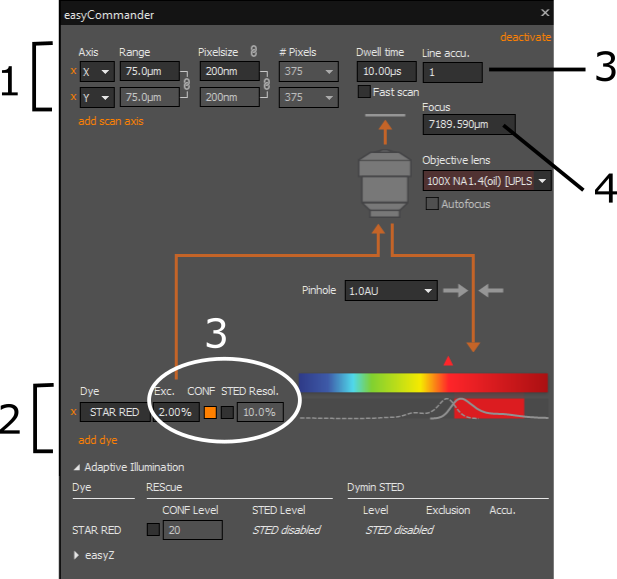 easyCommander ×
deactivate
Axis Range Pixelsize # Pixels Dwell time Line accu.
x X 75.0µm 200nm 375 10.00µs 1
x Y 75.0µm 200nm 375 Fast scan
add scan axis
Focus
7189.590µm
Objective lens
100X NA1.4(oil) [UPLS
Autofocus
1
3
4
Pinhole 1.0AU
3
Dye Exc. CONF STED Resol.
x STAR RED 2.00% 10.0%
add dye
2
Adaptive Illumination
Dye REScue Dymin STED
CONF Level STED Level Level Exclusion Accu.
STAR RED 20 STED disabled STED disabled
easyZ